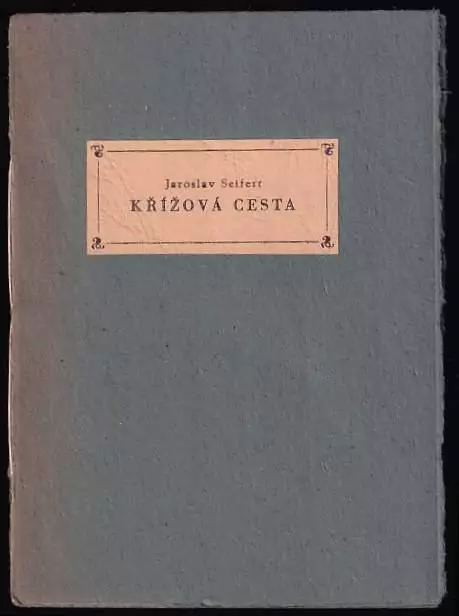 Jaroslav Seifert
KŘÍŽOVÁ CESTA